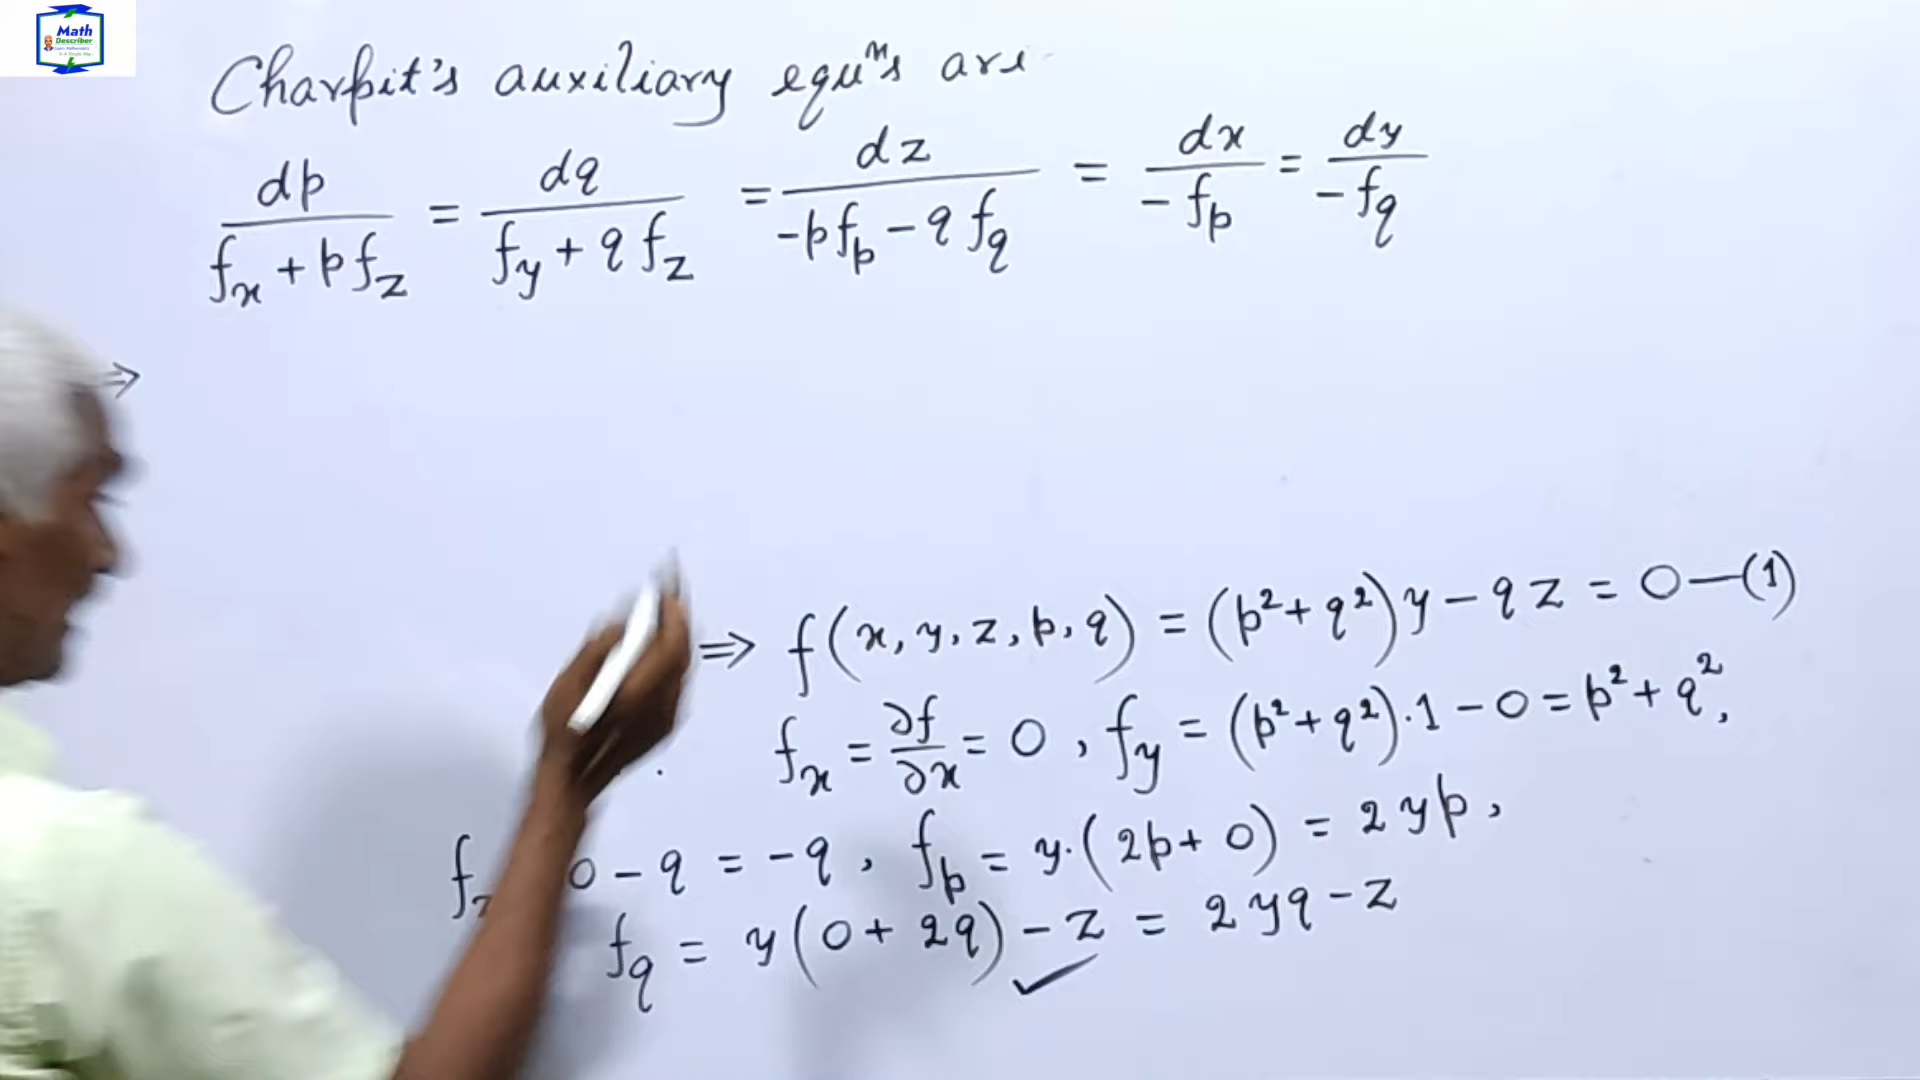 Math
Describer
Charpit's auxiliary equⁿs are
dp/(f_x + p f_z) = dq/(f_y + q f_z) = dz/(-p f_p - q f_q) = dx/(-f_p) = dy/(-f_q)
⇒
⇒ f(x, y, z, p, q) = (p² + q²)y - qz = 0 —(1)
f_x = ∂f/∂x = 0, f_y = (p² + q²)·1 - 0 = p² + q²,
f_z 0 - q = -q, f_p = y·(2p + 0) = 2yp,
f_q = y(0 + 2q) - z = 2yq - z